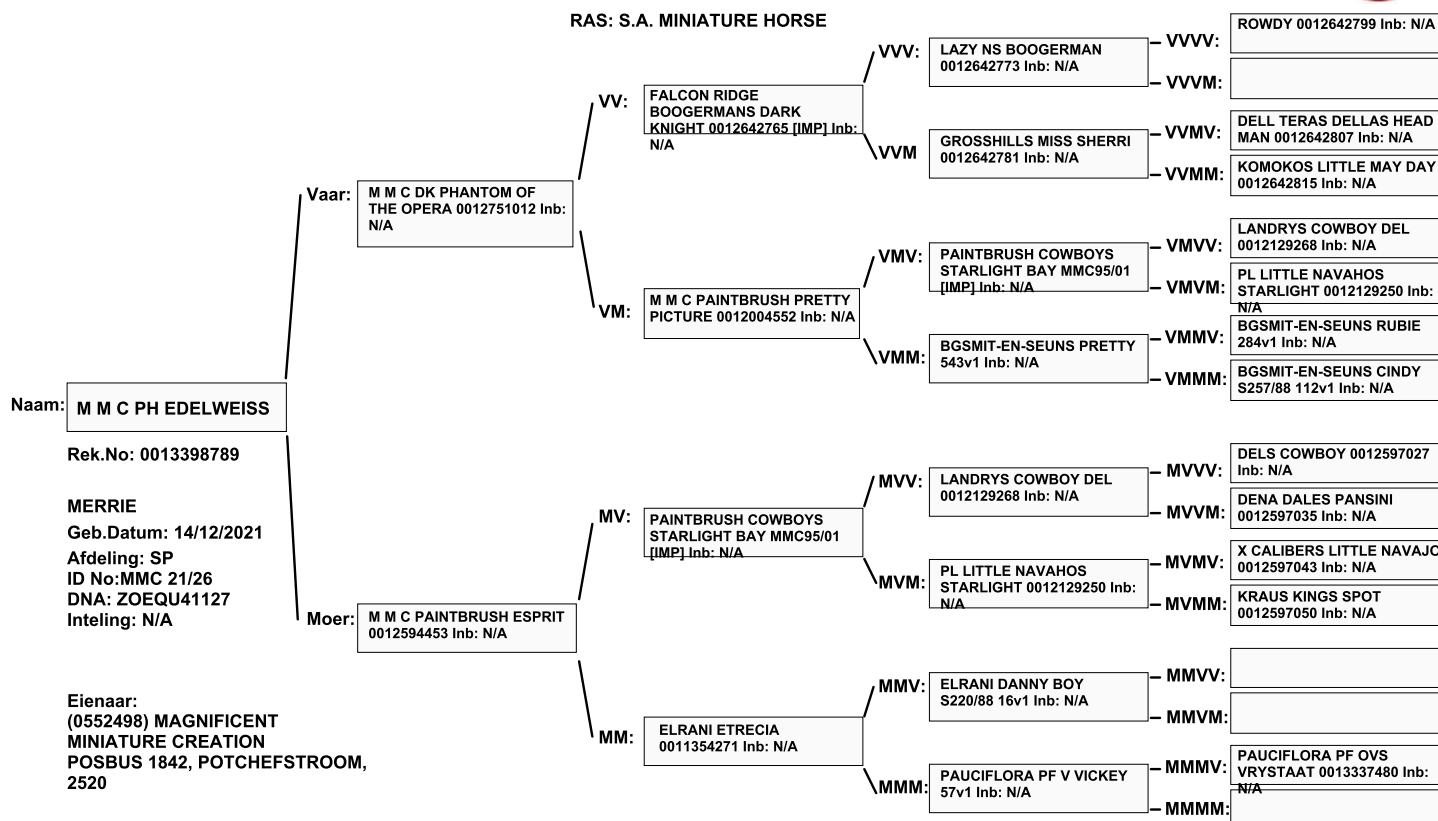 RAS: S.A. MINIATURE HORSE
Naam:
M M C PH EDELWEISS
Rek.No: 0013398789
MERRIE
Geb.Datum: 14/12/2021
Afdeling: SP
ID No:MMC 21/26
DNA: ZOEQU41127
Inteling: N/A
Eienaar:
(0552498) MAGNIFICENT
MINIATURE CREATION
POSBUS 1842, POTCHEFSTROOM,
2520
Vaar:
M M C DK PHANTOM OF
THE OPERA 0012751012 Inb:
N/A
Moer:
M M C PAINTBRUSH ESPRIT
0012594453 Inb: N/A
VV:
FALCON RIDGE
BOOGERMANS DARK
KNIGHT 0012642765 [IMP] Inb:
N/A
VM:
M M C PAINTBRUSH PRETTY
PICTURE 0012004552 Inb: N/A
MV:
PAINTBRUSH COWBOYS
STARLIGHT BAY MMC95/01
[IMP] Inb: N/A
MM:
ELRANI ETRECIA
0011354271 Inb: N/A
VVV:
LAZY NS BOOGERMAN
0012642773 Inb: N/A
VVM
GROSSHILLS MISS SHERRI
0012642781 Inb: N/A
VMV:
PAINTBRUSH COWBOYS
STARLIGHT BAY MMC95/01
[IMP] Inb: N/A
VMM:
BGSMIT-EN-SEUNS PRETTY
543v1 Inb: N/A
MVV:
LANDRYS COWBOY DEL
0012129268 Inb: N/A
MVM:
PL LITTLE NAVAHOS
STARLIGHT 0012129250 Inb:
N/A
MMV:
ELRANI DANNY BOY
S220/88 16v1 Inb: N/A
MMM:
PAUCIFLORA PF V VICKEY
57v1 Inb: N/A
VVVV:
ROWDY 0012642799 Inb: N/A
VVVM:
VVMV:
DELL TERAS DELLAS HEAD
MAN 0012642807 Inb: N/A
VVMM:
KOMOKOS LITTLE MAY DAY
0012642815 Inb: N/A
VMVV:
LANDRYS COWBOY DEL
0012129268 Inb: N/A
VMVM:
PL LITTLE NAVAHOS
STARLIGHT 0012129250 Inb:
N/A
VMMV:
BGSMIT-EN-SEUNS RUBIE
284v1 Inb: N/A
VMMM:
BGSMIT-EN-SEUNS CINDY
S257/88 112v1 Inb: N/A
MVVV:
DELS COWBOY 0012597027
Inb: N/A
MVVM:
DENA DALES PANSINI
0012597035 Inb: N/A
MVMV:
X CALIBERS LITTLE NAVAJO
0012597043 Inb: N/A
MVMM:
KRAUS KINGS SPOT
0012597050 Inb: N/A
MMVV:
MMVM:
MMMV:
PAUCIFLORA PF OVS
VRYSTAAT 0013337480 Inb:
N/A
MMMM: